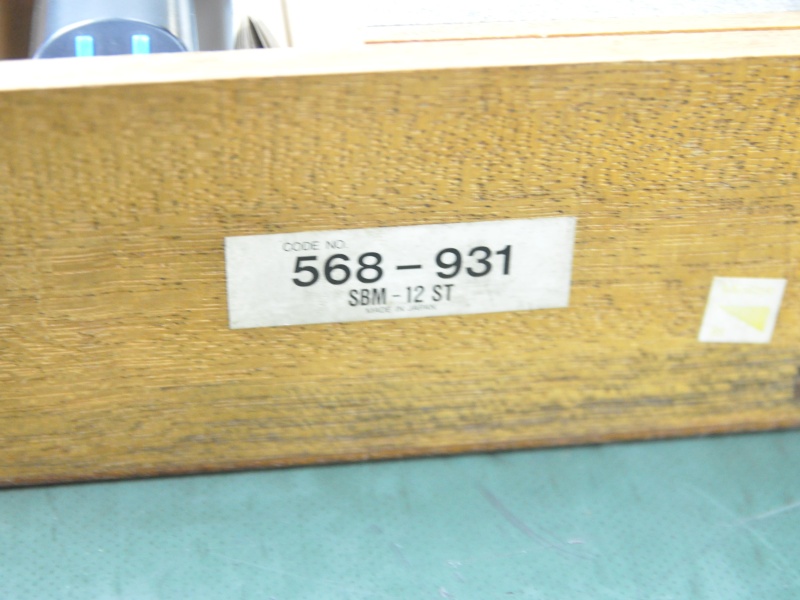 CODE NO.
568-931
SBM-12 ST
MADE IN JAPAN